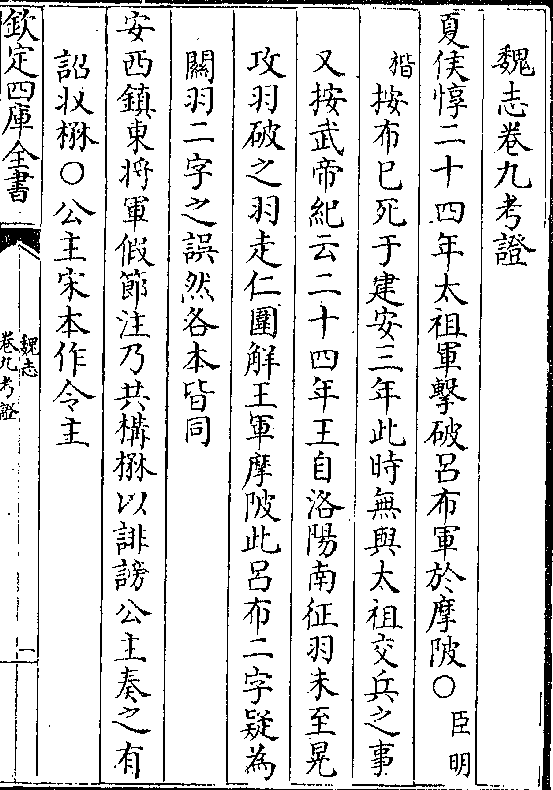 魏志卷九考證
夏侯惇二十四年太祖軍擊破呂布軍於摩陂〇臣明
楷按布已死于建安三年此時無與太祖交兵之事
又按武帝紀云二十四年王自洛陽南征羽未至晃
攻羽破之羽走仁圍解王軍摩陂此呂布二字疑為
關羽二字之誤然各本皆同
安西鎮東將軍假節注乃共構楙以誹謗公主奏之有
詔收楙〇公主宋本作令主
欽定四庫全書
魏志
卷九考證
一